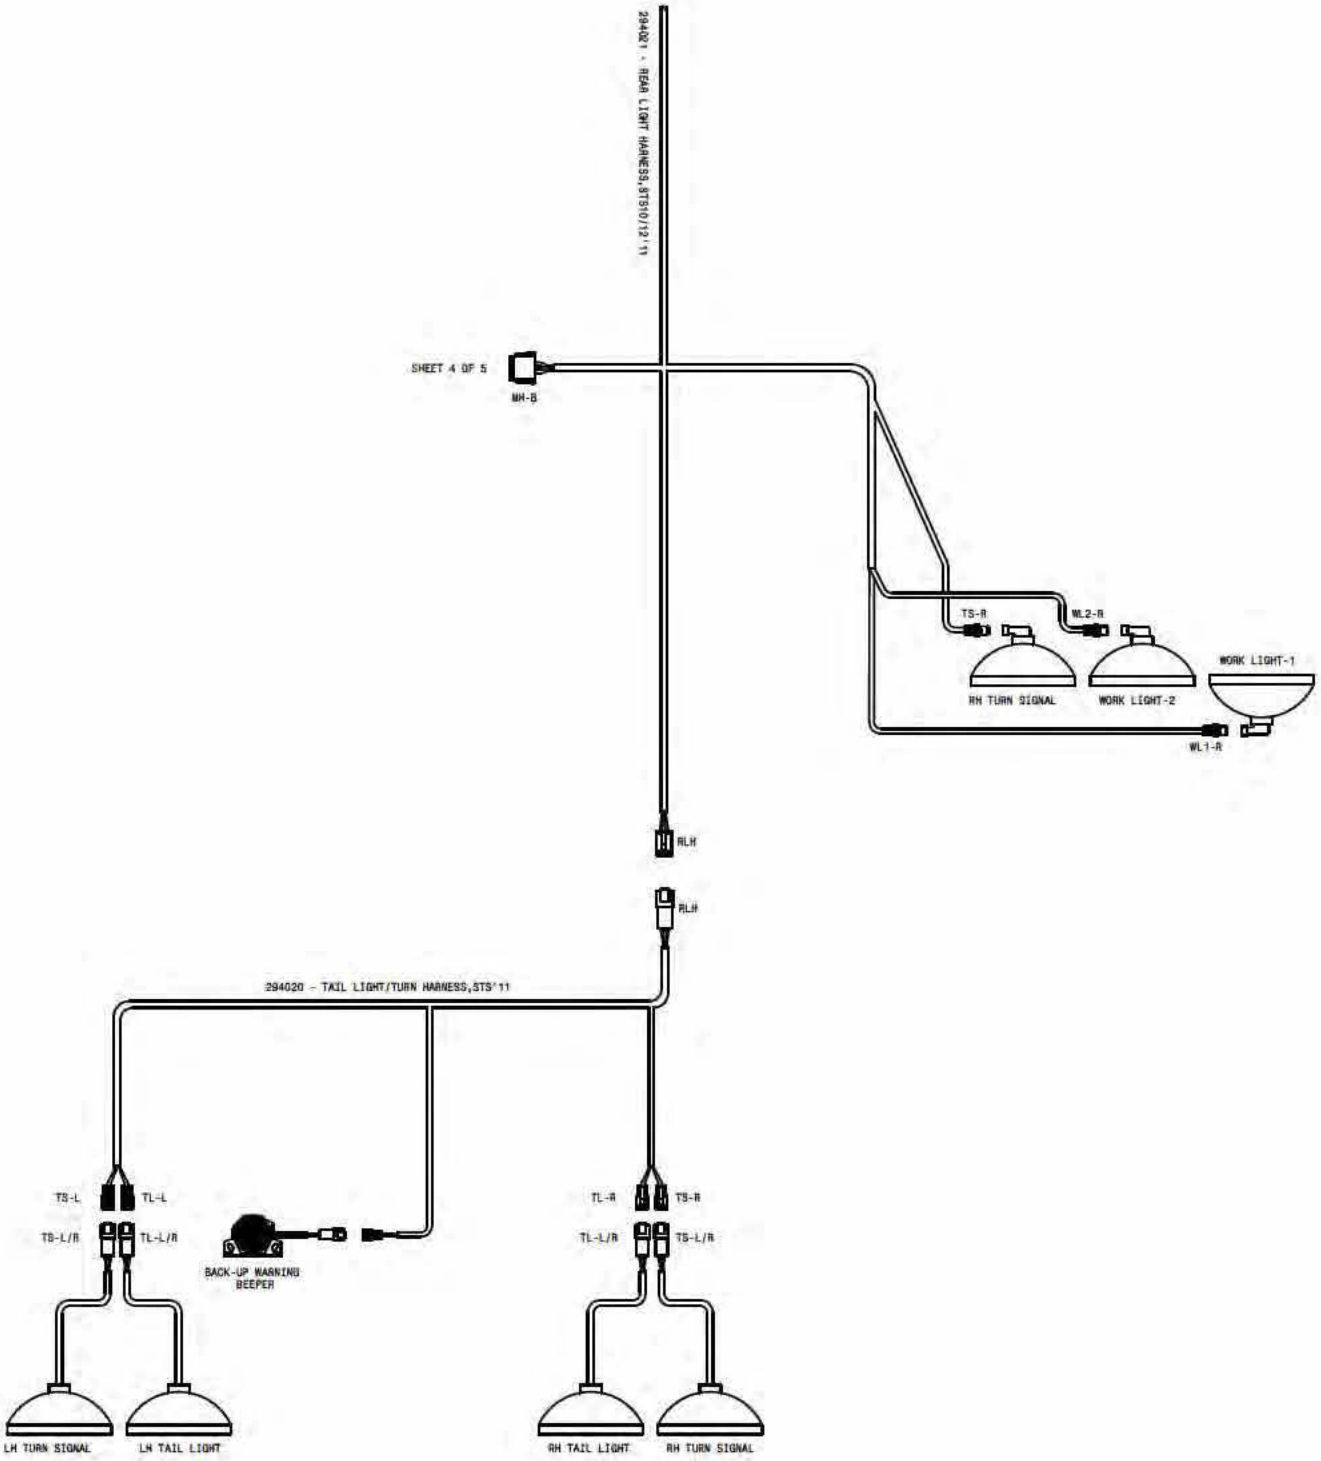 294021 - REAR LIGHT HARNESS,STS10/12'11
SHEET 4 OF 5
MH-B
TS-R
WL2-R
WORK LIGHT-1
RH TURN SIGNAL
WORK LIGHT-2
WL1-R
RLH
RLH
294020 - TAIL LIGHT/TURN HARNESS,STS'11
TS-L
TL-L
TL-R
TS-R
TS-L/R
TL-L/R
TL-L/R
TS-L/R
BACK-UP WARNING
BEEPER
LH TURN SIGNAL
LH TAIL LIGHT
RH TAIL LIGHT
RH TURN SIGNAL